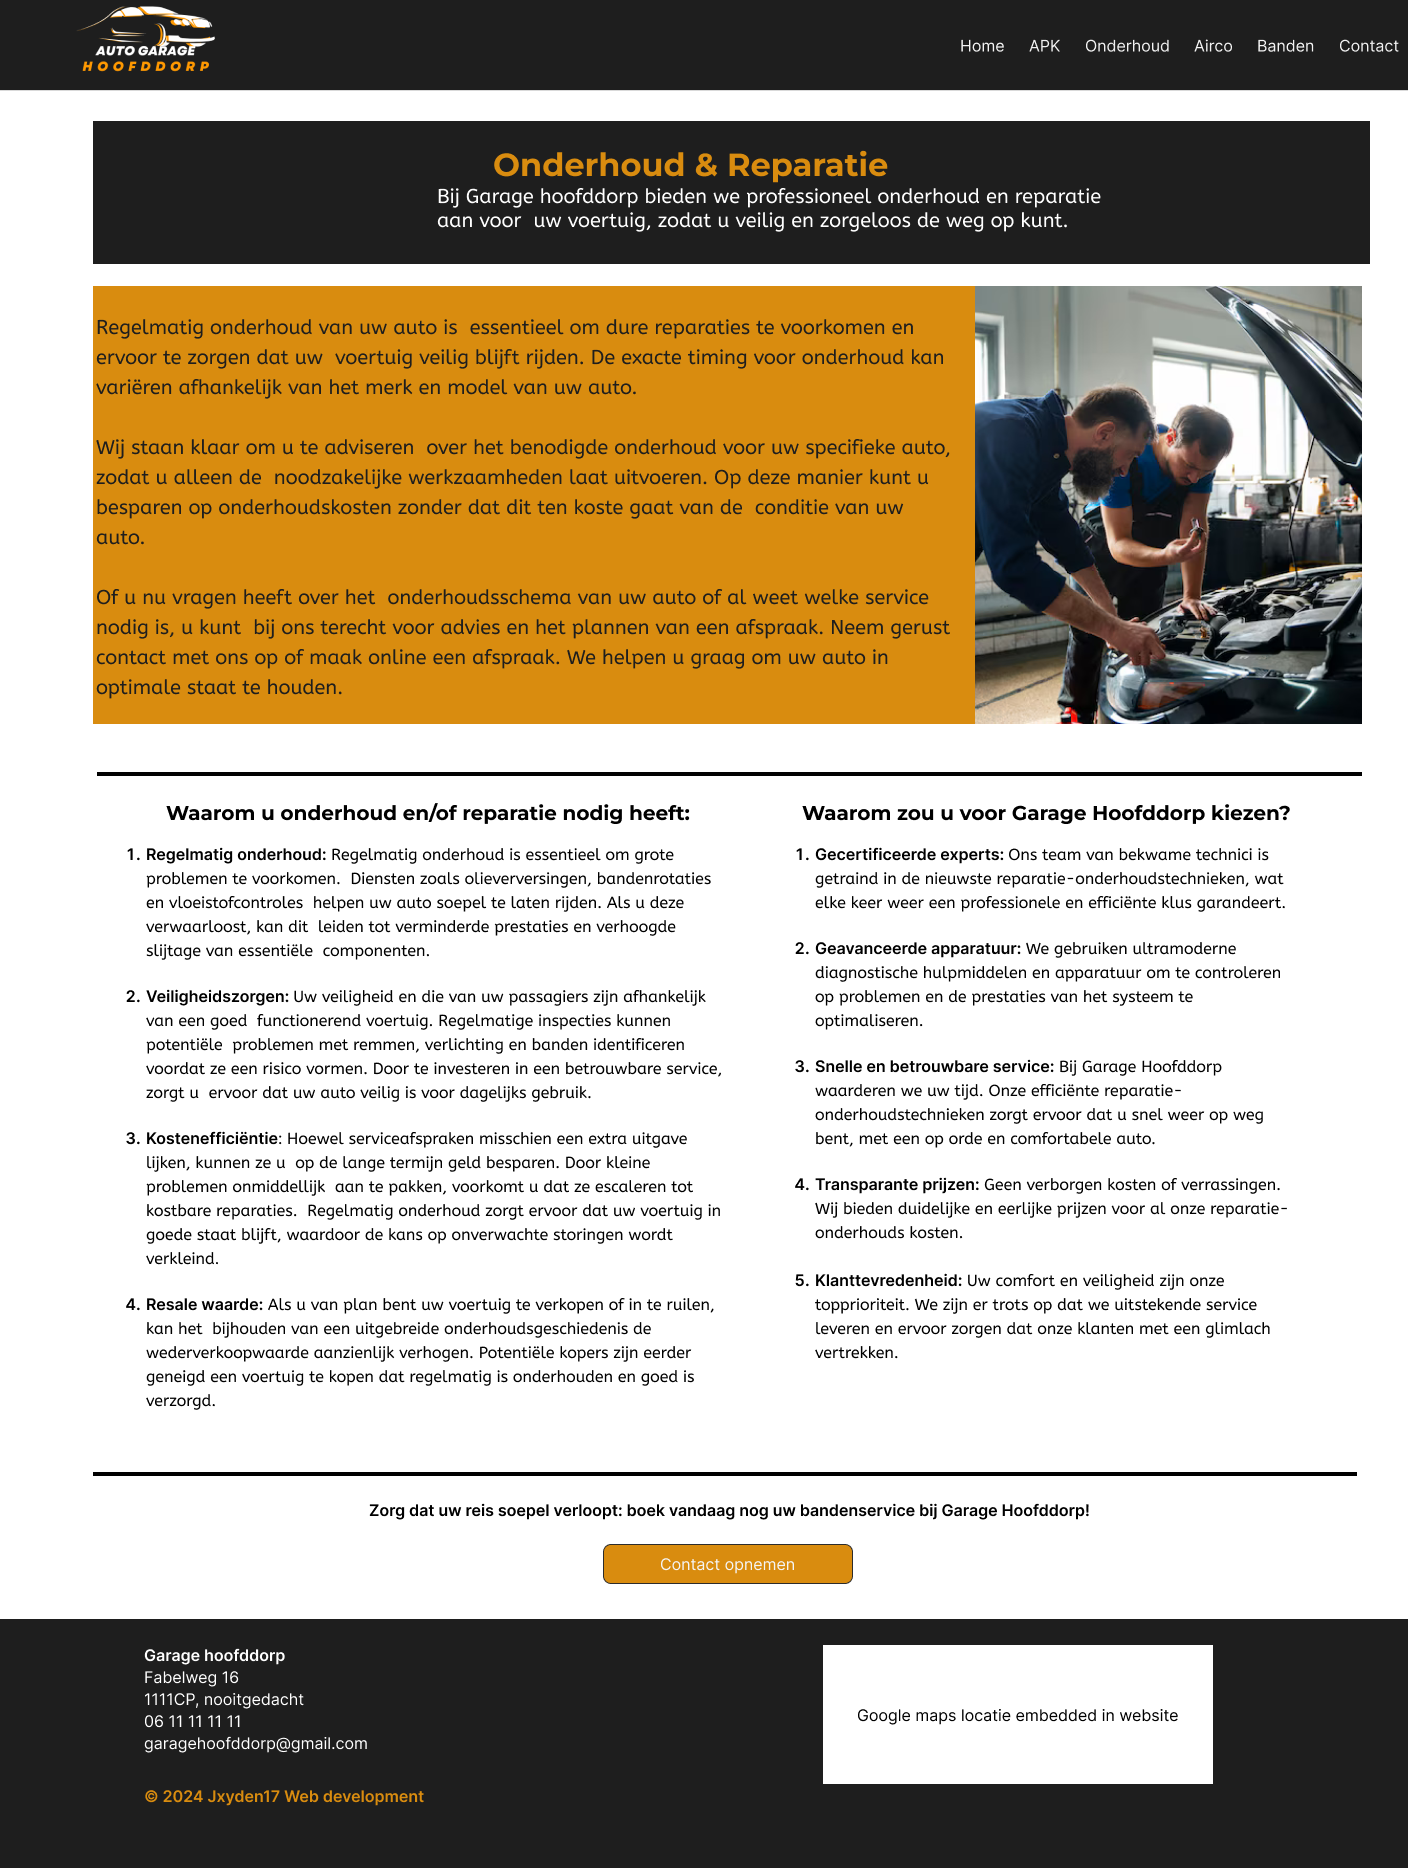 AUTO GARAGE
HOOFDDORP
Home APK Onderhoud Airco Banden Contact
Onderhoud & Reparatie
Bij Garage hoofddorp bieden we professioneel onderhoud en reparatie
aan voor  uw voertuig, zodat u veilig en zorgeloos de weg op kunt.
Regelmatig onderhoud van uw auto is  essentieel om dure reparaties te voorkomen en
ervoor te zorgen dat uw  voertuig veilig blijft rijden. De exacte timing voor onderhoud kan
variëren afhankelijk van het merk en model van uw auto.
Wij staan klaar om u te adviseren  over het benodigde onderhoud voor uw specifieke auto,
zodat u alleen de  noodzakelijke werkzaamheden laat uitvoeren. Op deze manier kunt u
besparen op onderhoudskosten zonder dat dit ten koste gaat van de  conditie van uw
auto.
Of u nu vragen heeft over het  onderhoudsschema van uw auto of al weet welke service
nodig is, u kunt  bij ons terecht voor advies en het plannen van een afspraak. Neem gerust
contact met ons op of maak online een afspraak. We helpen u graag om uw auto in
optimale staat te houden.
Waarom u onderhoud en/of reparatie nodig heeft:
1. Regelmatig onderhoud: Regelmatig onderhoud is essentieel om grote
problemen te voorkomen.  Diensten zoals olieverversingen, bandenrotaties
en vloeistofcontroles  helpen uw auto soepel te laten rijden. Als u deze
verwaarloost, kan dit  leiden tot verminderde prestaties en verhoogde
slijtage van essentiële  componenten.
2. Veiligheidszorgen: Uw veiligheid en die van uw passagiers zijn afhankelijk
van een goed  functionerend voertuig. Regelmatige inspecties kunnen
potentiële  problemen met remmen, verlichting en banden identificeren
voordat ze een risico vormen. Door te investeren in een betrouwbare service,
zorgt u  ervoor dat uw auto veilig is voor dagelijks gebruik.
3. Kostenefficiëntie: Hoewel serviceafspraken misschien een extra uitgave
lijken, kunnen ze u  op de lange termijn geld besparen. Door kleine
problemen onmiddellijk  aan te pakken, voorkomt u dat ze escaleren tot
kostbare reparaties.  Regelmatig onderhoud zorgt ervoor dat uw voertuig in
goede staat blijft, waardoor de kans op onverwachte storingen wordt
verkleind.
4. Resale waarde: Als u van plan bent uw voertuig te verkopen of in te ruilen,
kan het  bijhouden van een uitgebreide onderhoudsgeschiedenis de
wederverkoopwaarde aanzienlijk verhogen. Potentiële kopers zijn eerder
geneigd een voertuig te kopen dat regelmatig is onderhouden en goed is
verzorgd.
Waarom zou u voor Garage Hoofddorp kiezen?
1. Gecertificeerde experts: Ons team van bekwame technici is
getraind in de nieuwste reparatie-onderhoudstechnieken, wat
elke keer weer een professionele en efficiënte klus garandeert.
2. Geavanceerde apparatuur: We gebruiken ultramoderne
diagnostische hulpmiddelen en apparatuur om te controleren
op problemen en de prestaties van het systeem te
optimaliseren.
3. Snelle en betrouwbare service: Bij Garage Hoofddorp
waarderen we uw tijd. Onze efficiënte reparatie-
onderhoudstechnieken zorgt ervoor dat u snel weer op weg
bent, met een op orde en comfortabele auto.
4. Transparante prijzen: Geen verborgen kosten of verrassingen.
Wij bieden duidelijke en eerlijke prijzen voor al onze reparatie-
onderhouds kosten.
5. Klanttevredenheid: Uw comfort en veiligheid zijn onze
topprioriteit. We zijn er trots op dat we uitstekende service
leveren en ervoor zorgen dat onze klanten met een glimlach
vertrekken.
Zorg dat uw reis soepel verloopt: boek vandaag nog uw bandenservice bij Garage Hoofddorp!
Contact opnemen
Garage hoofddorp
Fabelweg 16
1111CP, nooitgedacht
06 11 11 11 11
garagehoofddorp@gmail.com
© 2024 Jxyden17 Web development
Google maps locatie embedded in website